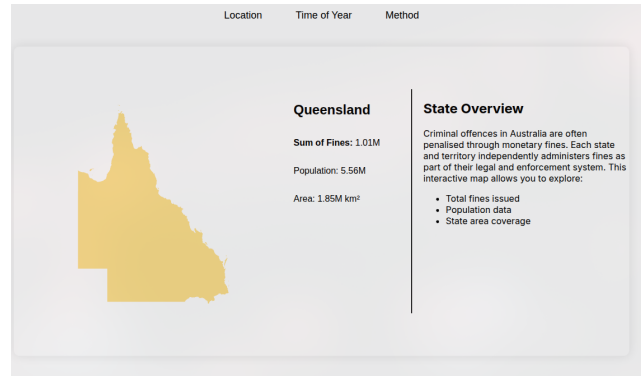 Location Time of Year Method
Queensland
Sum of Fines: 1.01M
Population: 5.56M
Area: 1.85M km²
State Overview
Criminal offences in Australia are often
penalised through monetary fines. Each state
and territory independently administers fines as
part of their legal and enforcement system. This
interactive map allows you to explore:
• Total fines issued
• Population data
• State area coverage